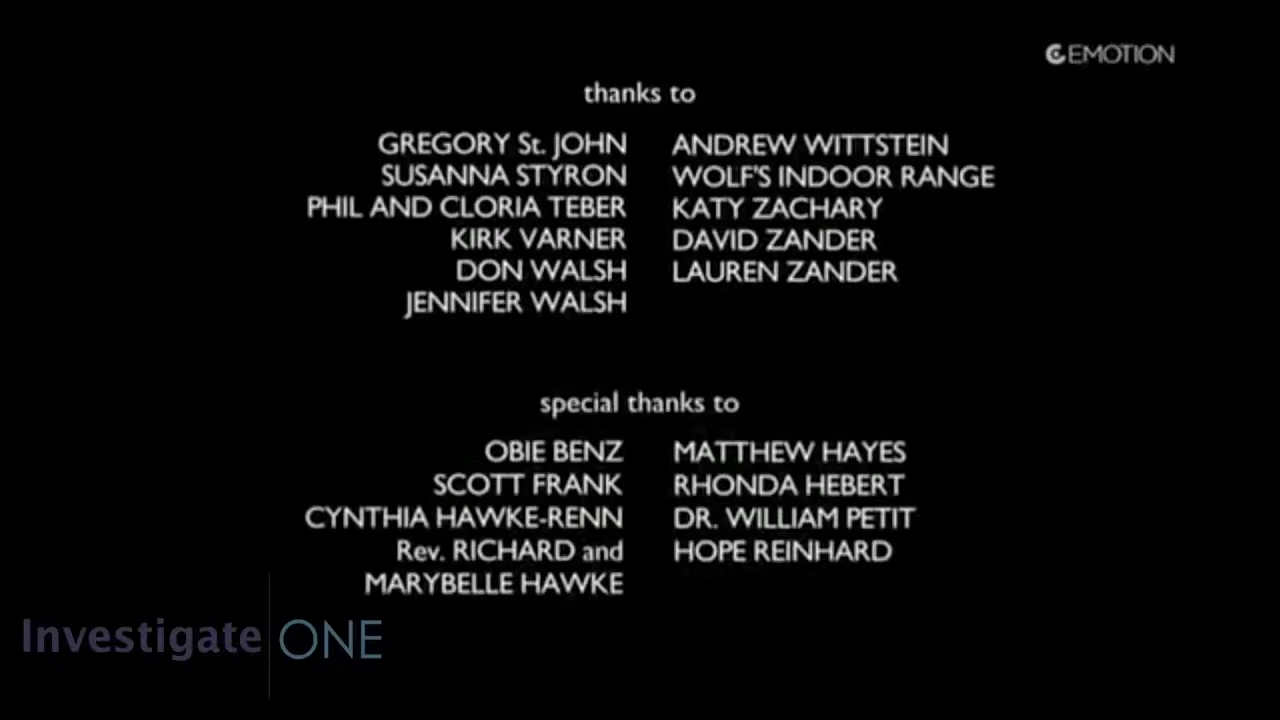 EMOTION
thanks to
GREGORY St. JOHN ANDREW WITTSTEIN
SUSANNA STYRON WOLF'S INDOOR RANGE
PHIL AND CLORIA TEBER KATY ZACHARY
KIRK VARNER DAVID ZANDER
DON WALSH LAUREN ZANDER
JENNIFER WALSH
special thanks to
OBIE BENZ MATTHEW HAYES
SCOTT FRANK RHONDA HEBERT
CYNTHIA HAWKE-RENN DR. WILLIAM PETIT
Rev. RICHARD and HOPE REINHARD
MARYBELLE HAWKE
Investigate ONE